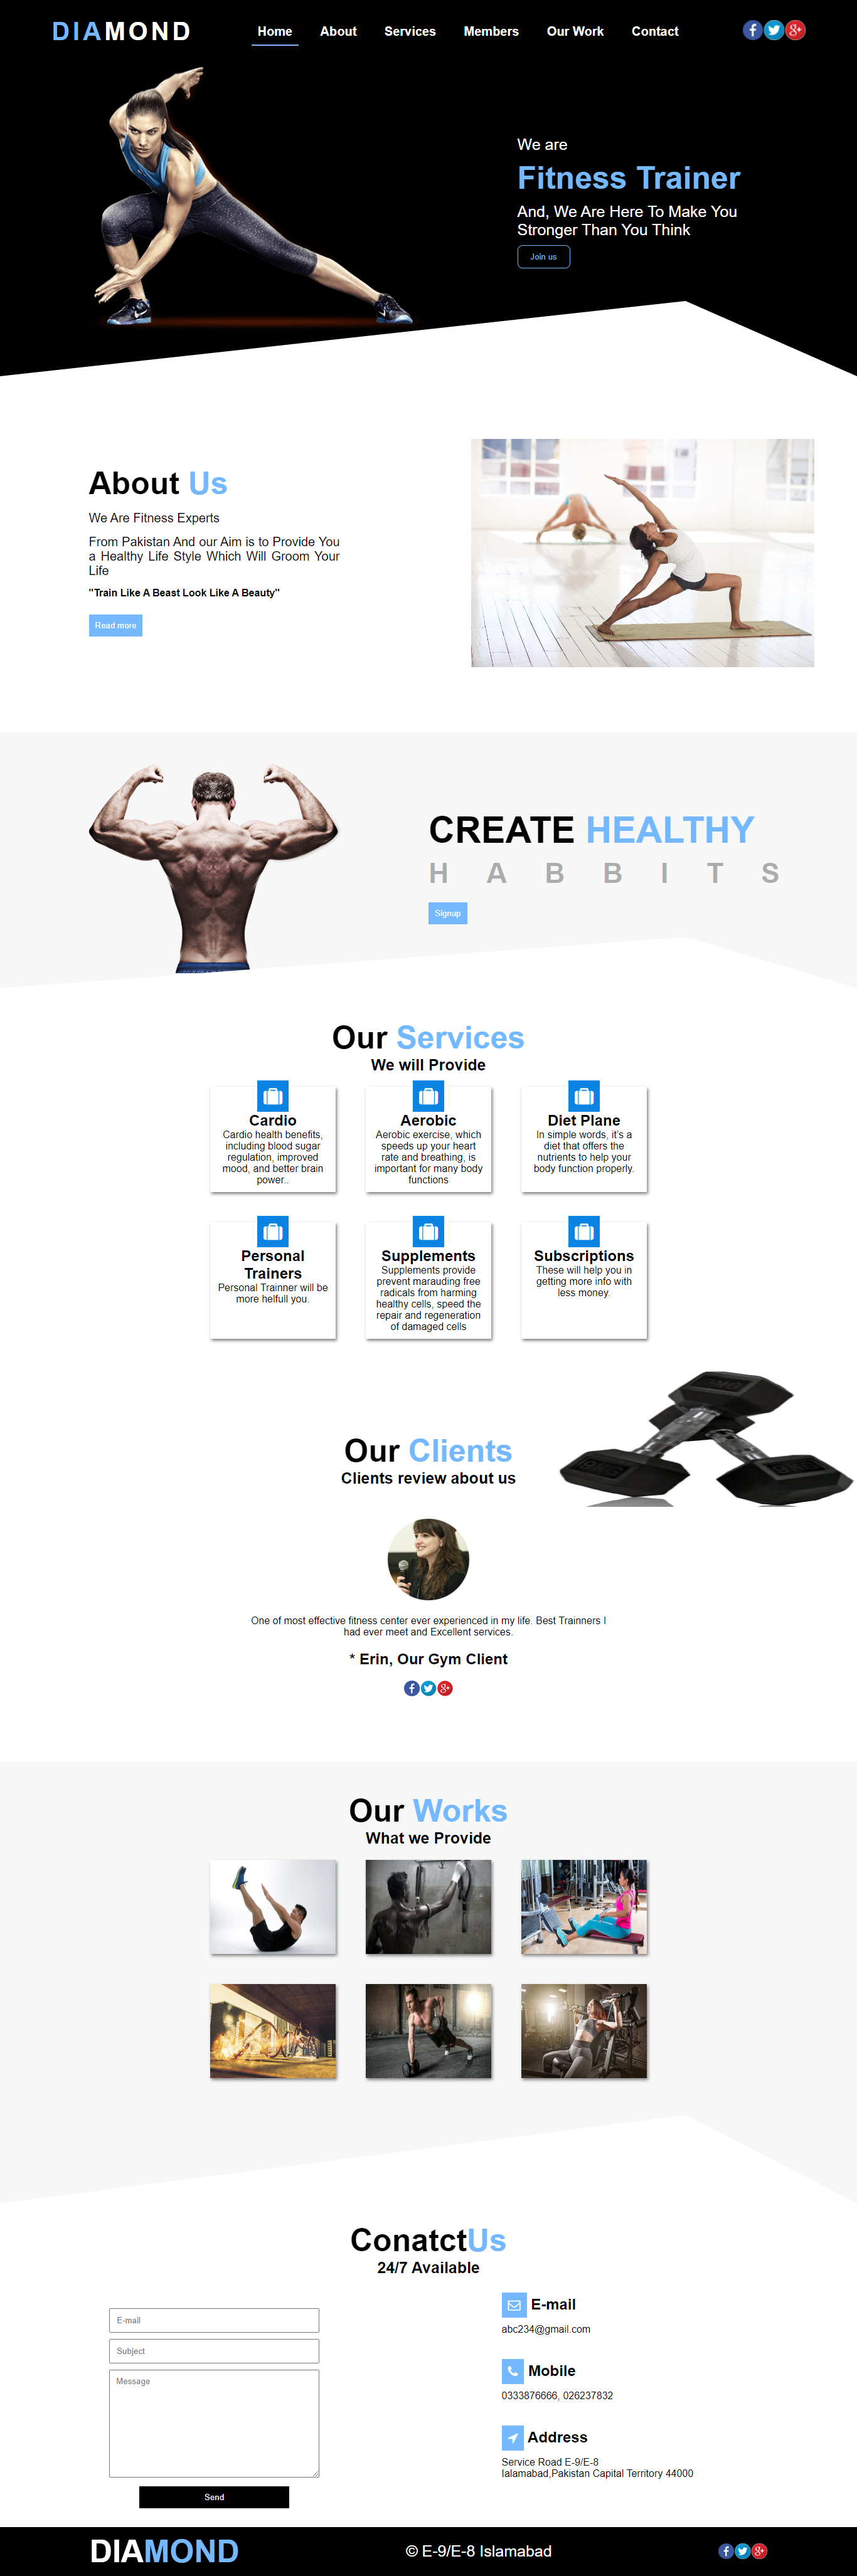 DIAMOND
Home About Services Members Our Work Contact
We are
Fitness Trainer
And, We Are Here To Make You
Stronger Than You Think
Join us
About Us
We Are Fitness Experts
From Pakistan And our Aim is to Provide You
a Healthy Life Style Which Will Groom Your
Life
"Train Like A Beast Look Like A Beauty"
Read more
CREATE HEALTHY
H A B B I T S
Signup
Our Services
We will Provide
Cardio
Cardio health benefits,
including blood sugar
regulation, improved
mood, and better brain
power..
Aerobic
Aerobic exercise, which
speeds up your heart
rate and breathing, is
important for many body
functions
Diet Plane
In simple words, it's a
diet that offers the
nutrients to help your
body function properly.
Personal
Trainers
Personal Trainner will be
more helfull you.
Supplements
Supplements provide
prevent marauding free
radicals from harming
healthy cells, speed the
repair and regeneration
of damaged cells
Subscriptions
These will help you in
getting more info with
less money.
Our Clients
Clients review about us
One of most effective fitness center ever experienced in my life. Best Trainners I
had ever meet and Excellent services.
* Erin, Our Gym Client
Our Works
What we Provide
ConatctUs
24/7 Available
E-mail
Subject
Message
Send
E-mail
abc234@gmail.com
Mobile
0333876666, 026237832
Address
Service Road E-9/E-8
Ialamabad,Pakistan Capital Territory 44000
DIAMOND
© E-9/E-8 Islamabad